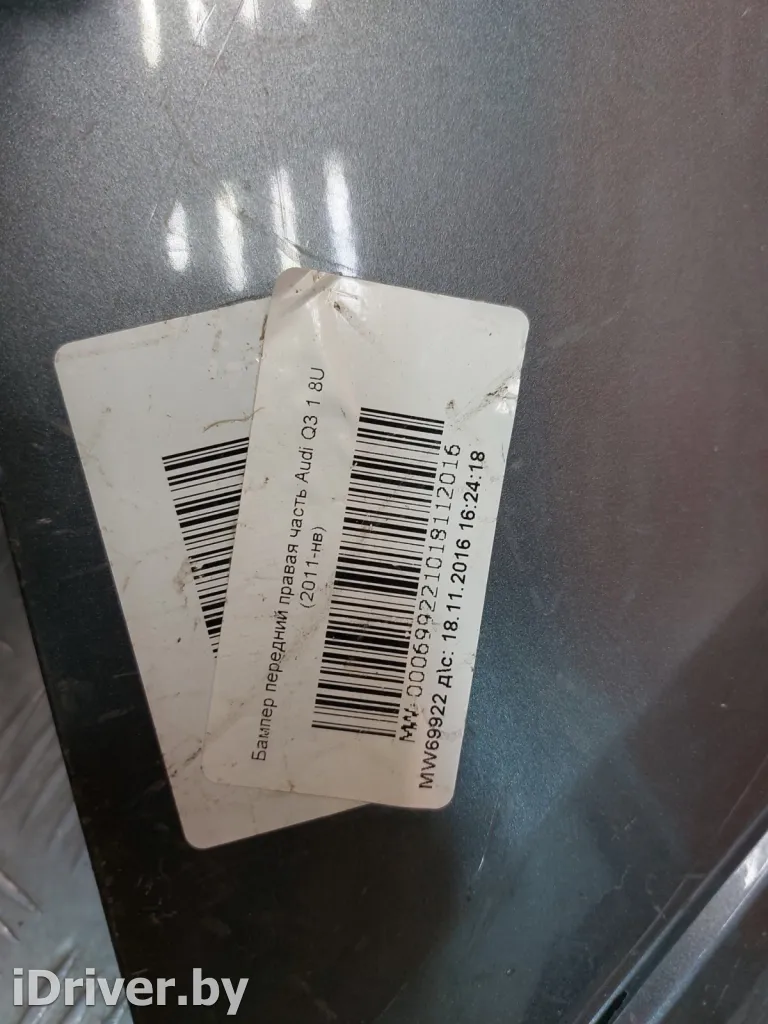 Бампер передний правая часть Audi Q3 1 8U
(2011-нв)
MW-000699221018112016
MW69922 д\с: 18.11.2016 16:24:18
iDriver.by